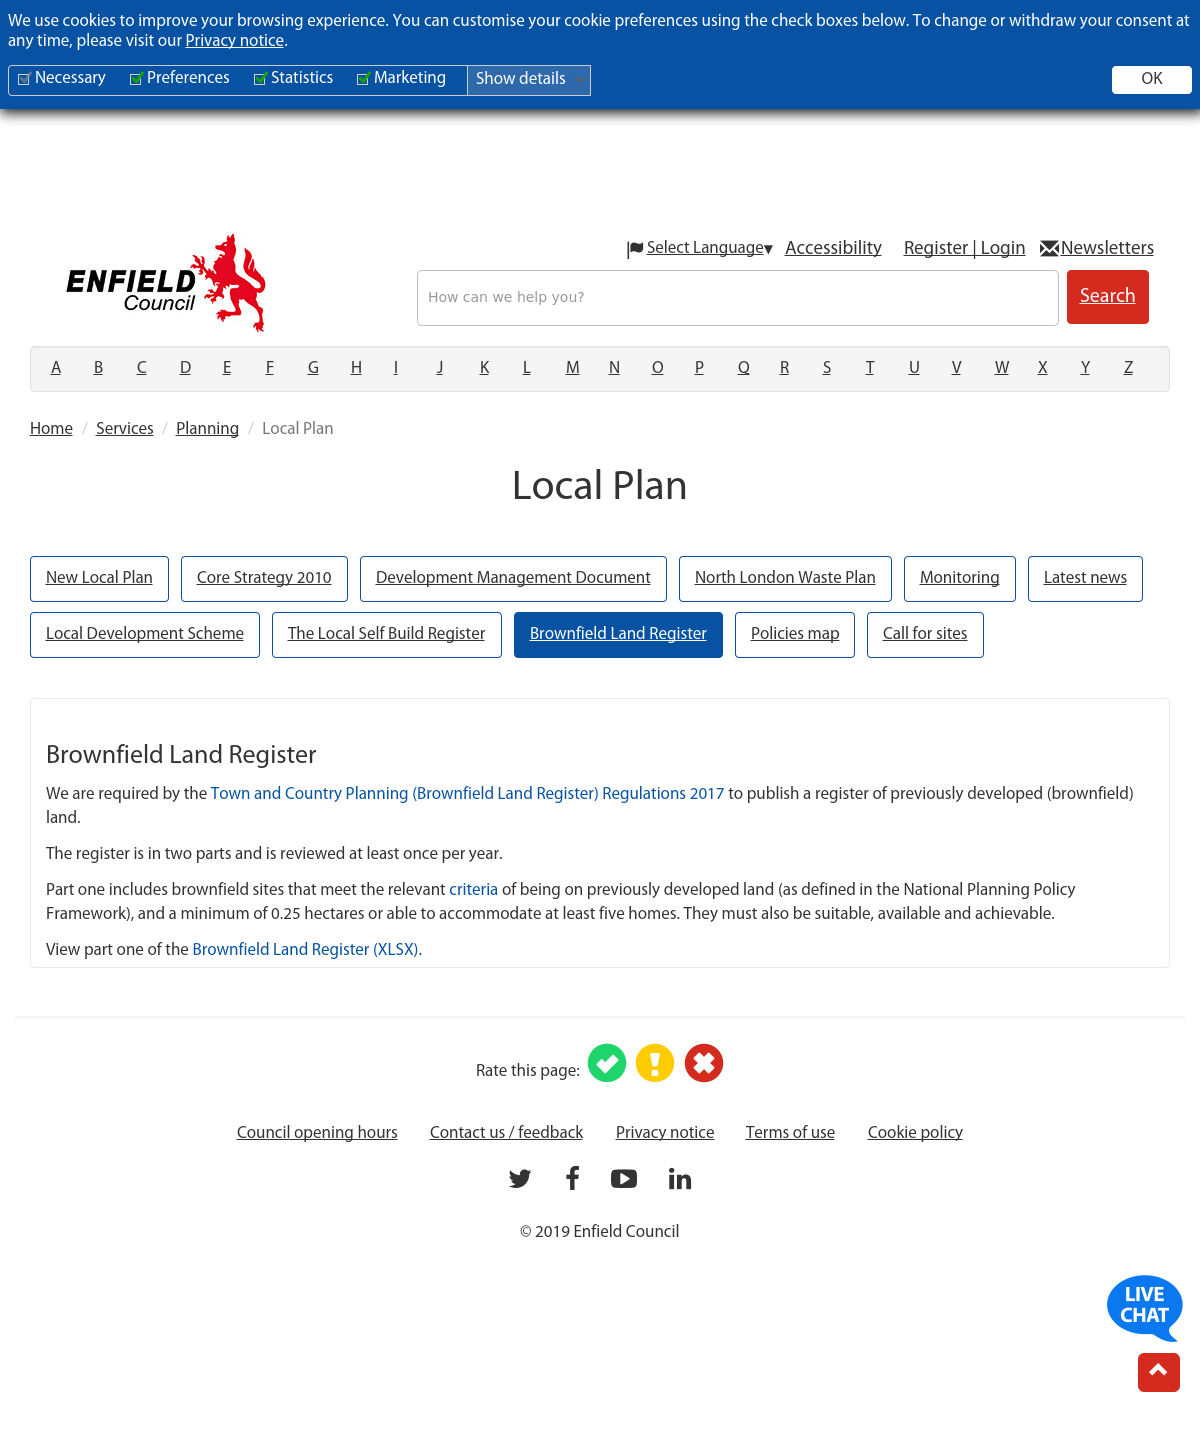 We use cookies to improve your browsing experience. You can customise your cookie preferences using the check boxes below. To change or withdraw your consent at
any time, please visit our Privacy notice.
Necessary Preferences Statistics Marketing Show details OK
Select Language▼ Accessibility Register | Login Newsletters
ENFIELD
Council
How can we help you? Search
A B C D E F G H I J K L M N O P Q R S T U V W X Y Z
Home / Services / Planning / Local Plan
Local Plan
New Local Plan Core Strategy 2010 Development Management Document North London Waste Plan Monitoring Latest news
Local Development Scheme The Local Self Build Register Brownfield Land Register Policies map Call for sites
Brownfield Land Register
We are required by the Town and Country Planning (Brownfield Land Register) Regulations 2017 to publish a register of previously developed (brownfield)
land.
The register is in two parts and is reviewed at least once per year.
Part one includes brownfield sites that meet the relevant criteria of being on previously developed land (as defined in the National Planning Policy
Framework), and a minimum of 0.25 hectares or able to accommodate at least five homes. They must also be suitable, available and achievable.
View part one of the Brownfield Land Register (XLSX).
Rate this page:
Council opening hours Contact us / feedback Privacy notice Terms of use Cookie policy
© 2019 Enfield Council
LIVE
CHAT